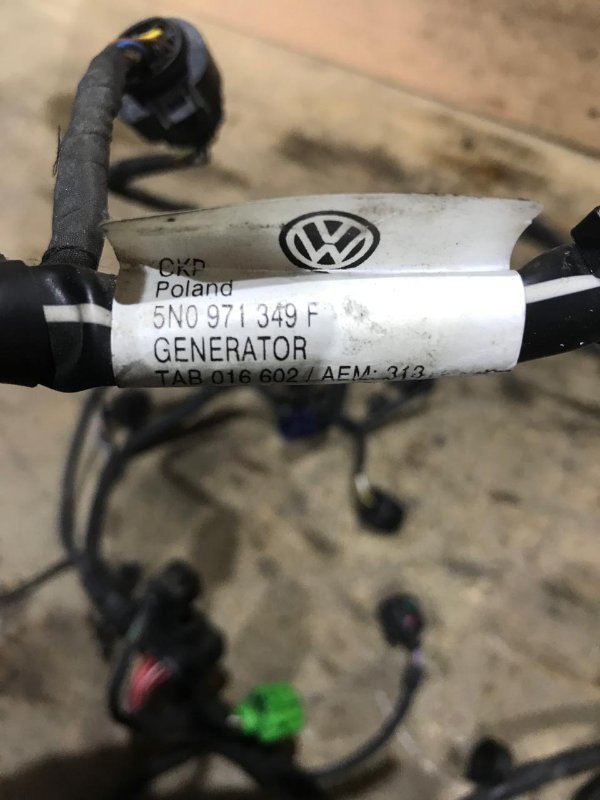 CKP
Poland
5N0 971 349 F
GENERATOR
TAB 016 602 / AEM: 313